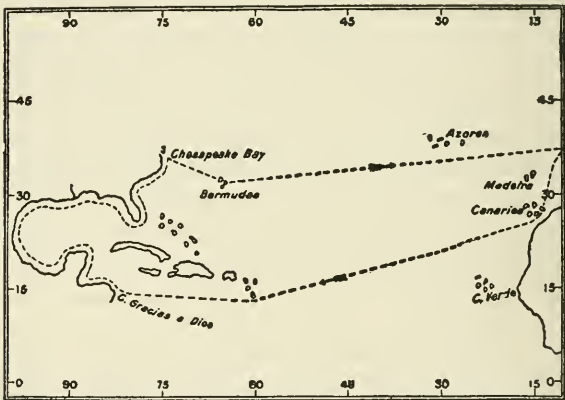 90 75 60 45 30 15
45 45
Azores
Chesapeake Bay
Bermudas
Madeira
30 30
Canaries
15 C. Gracias a Dios C. Verde 15
0 0
90 75 60 45 30 15